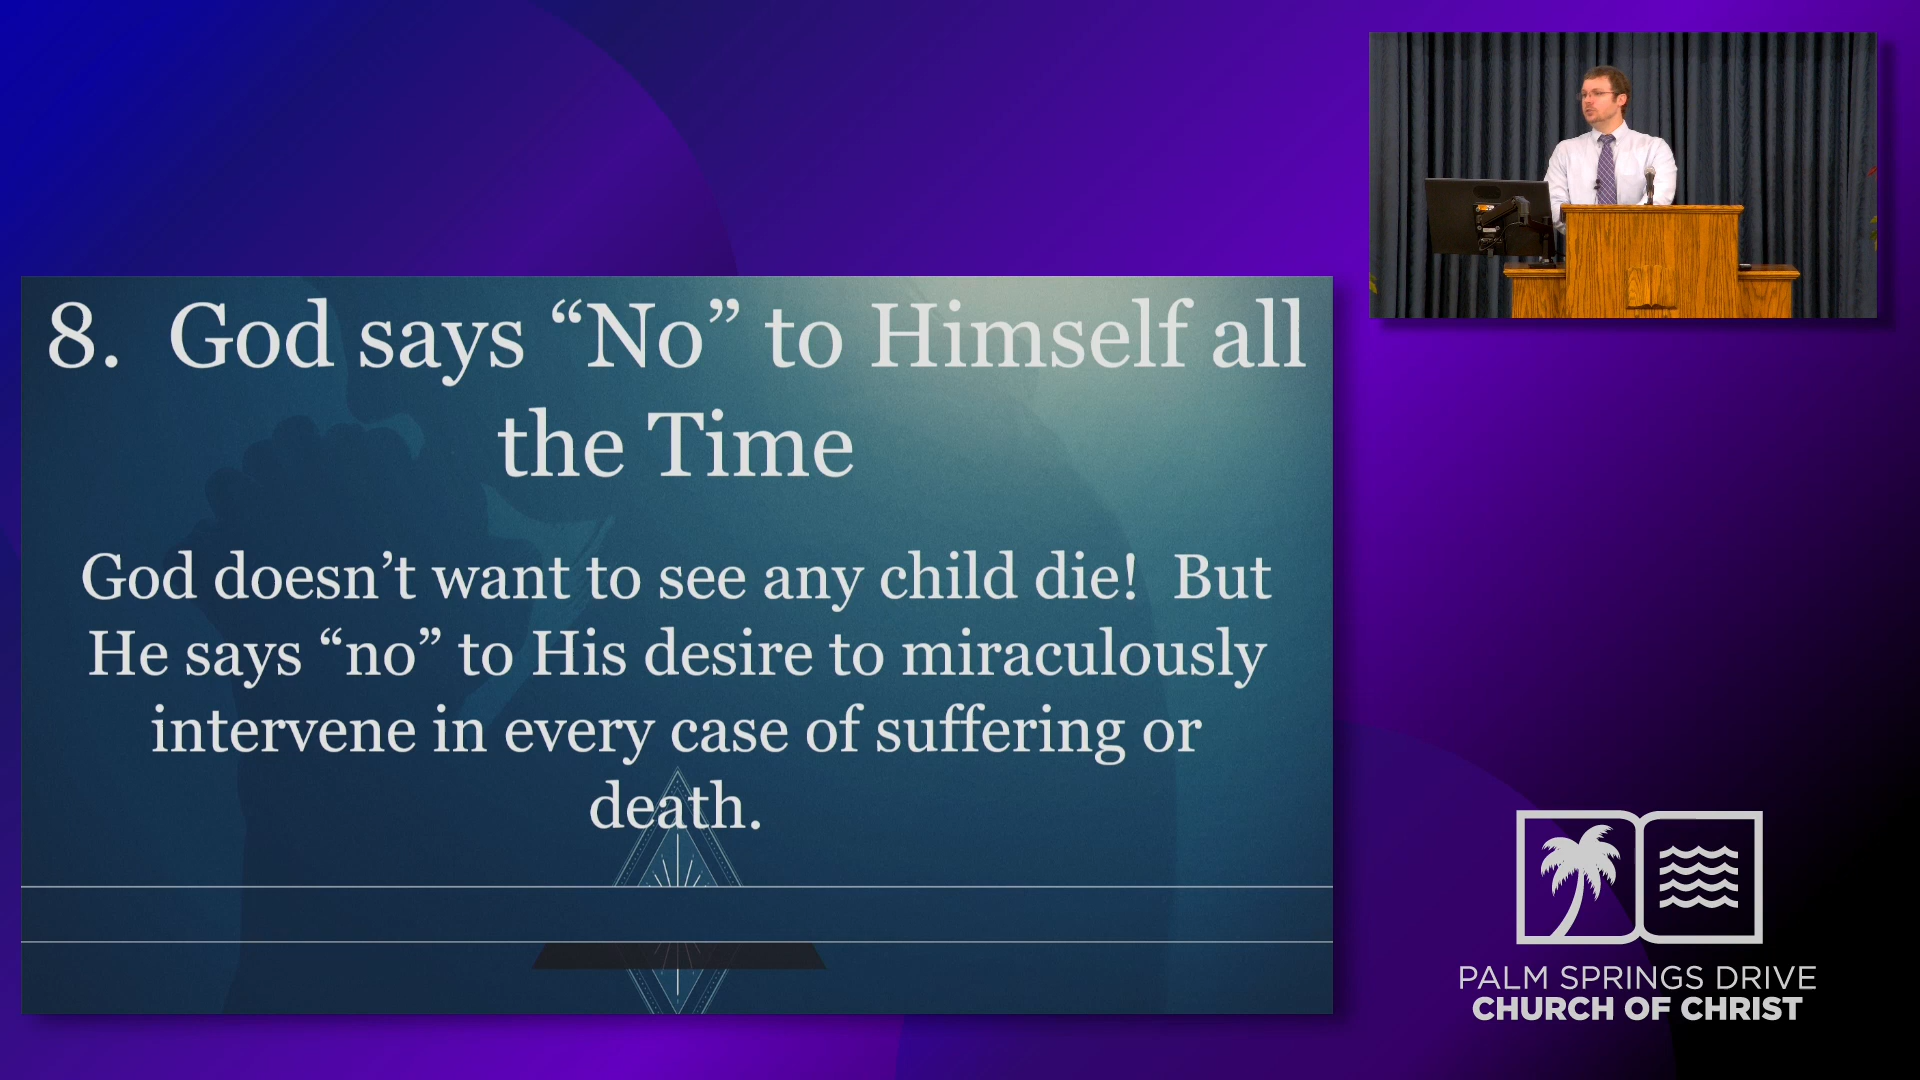 8. God says “No” to Himself all
the Time
God doesn’t want to see any child die! But
He says “no” to His desire to miraculously
intervene in every case of suffering or
death.
PALM SPRINGS DRIVE
CHURCH OF CHRIST